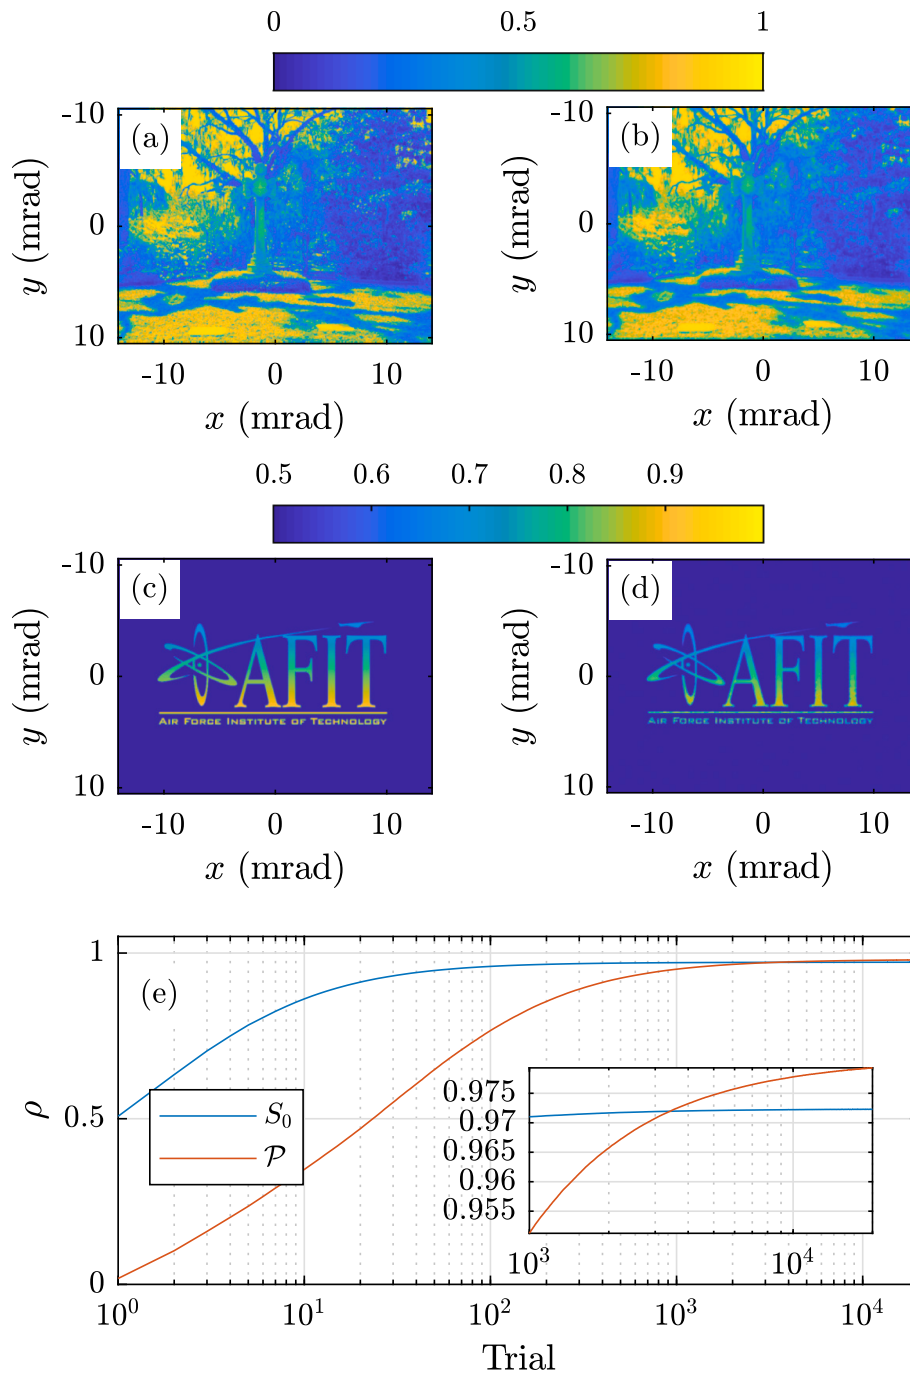 0 0.5 1
(a) (b)
-10 -10
0 0
10 10
y (mrad) y (mrad)
-10 0 10 -10 0 10
x (mrad) x (mrad)
0.5 0.6 0.7 0.8 0.9
(c) (d)
-10 -10
AFIT AFIT
0 0
AIR FORCE INSTITUTE OF TECHNOLOGY AIR FORCE INSTITUTE OF TECHNOLOGY
10 10
y (mrad) y (mrad)
-10 0 10 -10 0 10
x (mrad) x (mrad)
1
(e)
0.5
0
ρ
S₀
𝒫
0.975
0.97
0.965
0.96
0.955
10³ 10⁴
10⁰ 10¹ 10² 10³ 10⁴
Trial